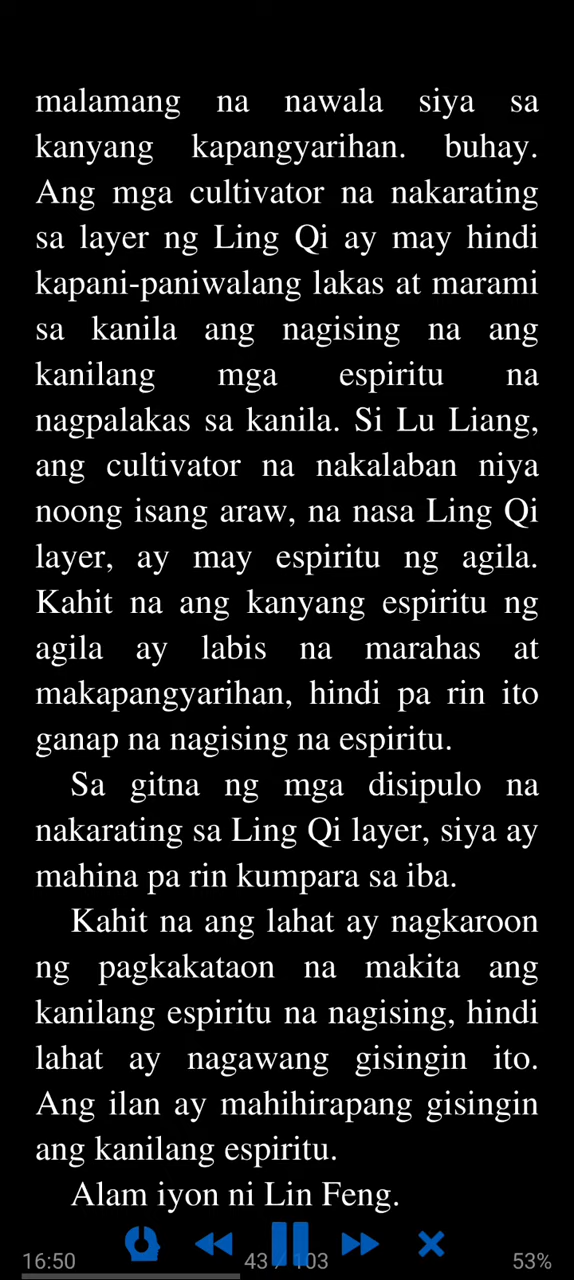 malamang na nawala siya sa
kanyang kapangyarihan. buhay.
Ang mga cultivator na nakarating
sa layer ng Ling Qi ay may hindi
kapani-paniwalang lakas at marami
sa kanila ang nagising na ang
kanilang mga espiritu na
nagpalakas sa kanila. Si Lu Liang,
ang cultivator na nakalaban niya
noong isang araw, na nasa Ling Qi
layer, ay may espiritu ng agila.
Kahit na ang kanyang espiritu ng
agila ay labis na marahas at
makapangyarihan, hindi pa rin ito
ganap na nagising na espiritu.
Sa gitna ng mga disipulo na
nakarating sa Ling Qi layer, siya ay
mahina pa rin kumpara sa iba.
Kahit na ang lahat ay nagkaroon
ng pagkakataon na makita ang
kanilang espiritu na nagising, hindi
lahat ay nagawang gisingin ito.
Ang ilan ay mahihirapang gisingin
ang kanilang espiritu.
Alam iyon ni Lin Feng.
16:50 43 / 103 53%